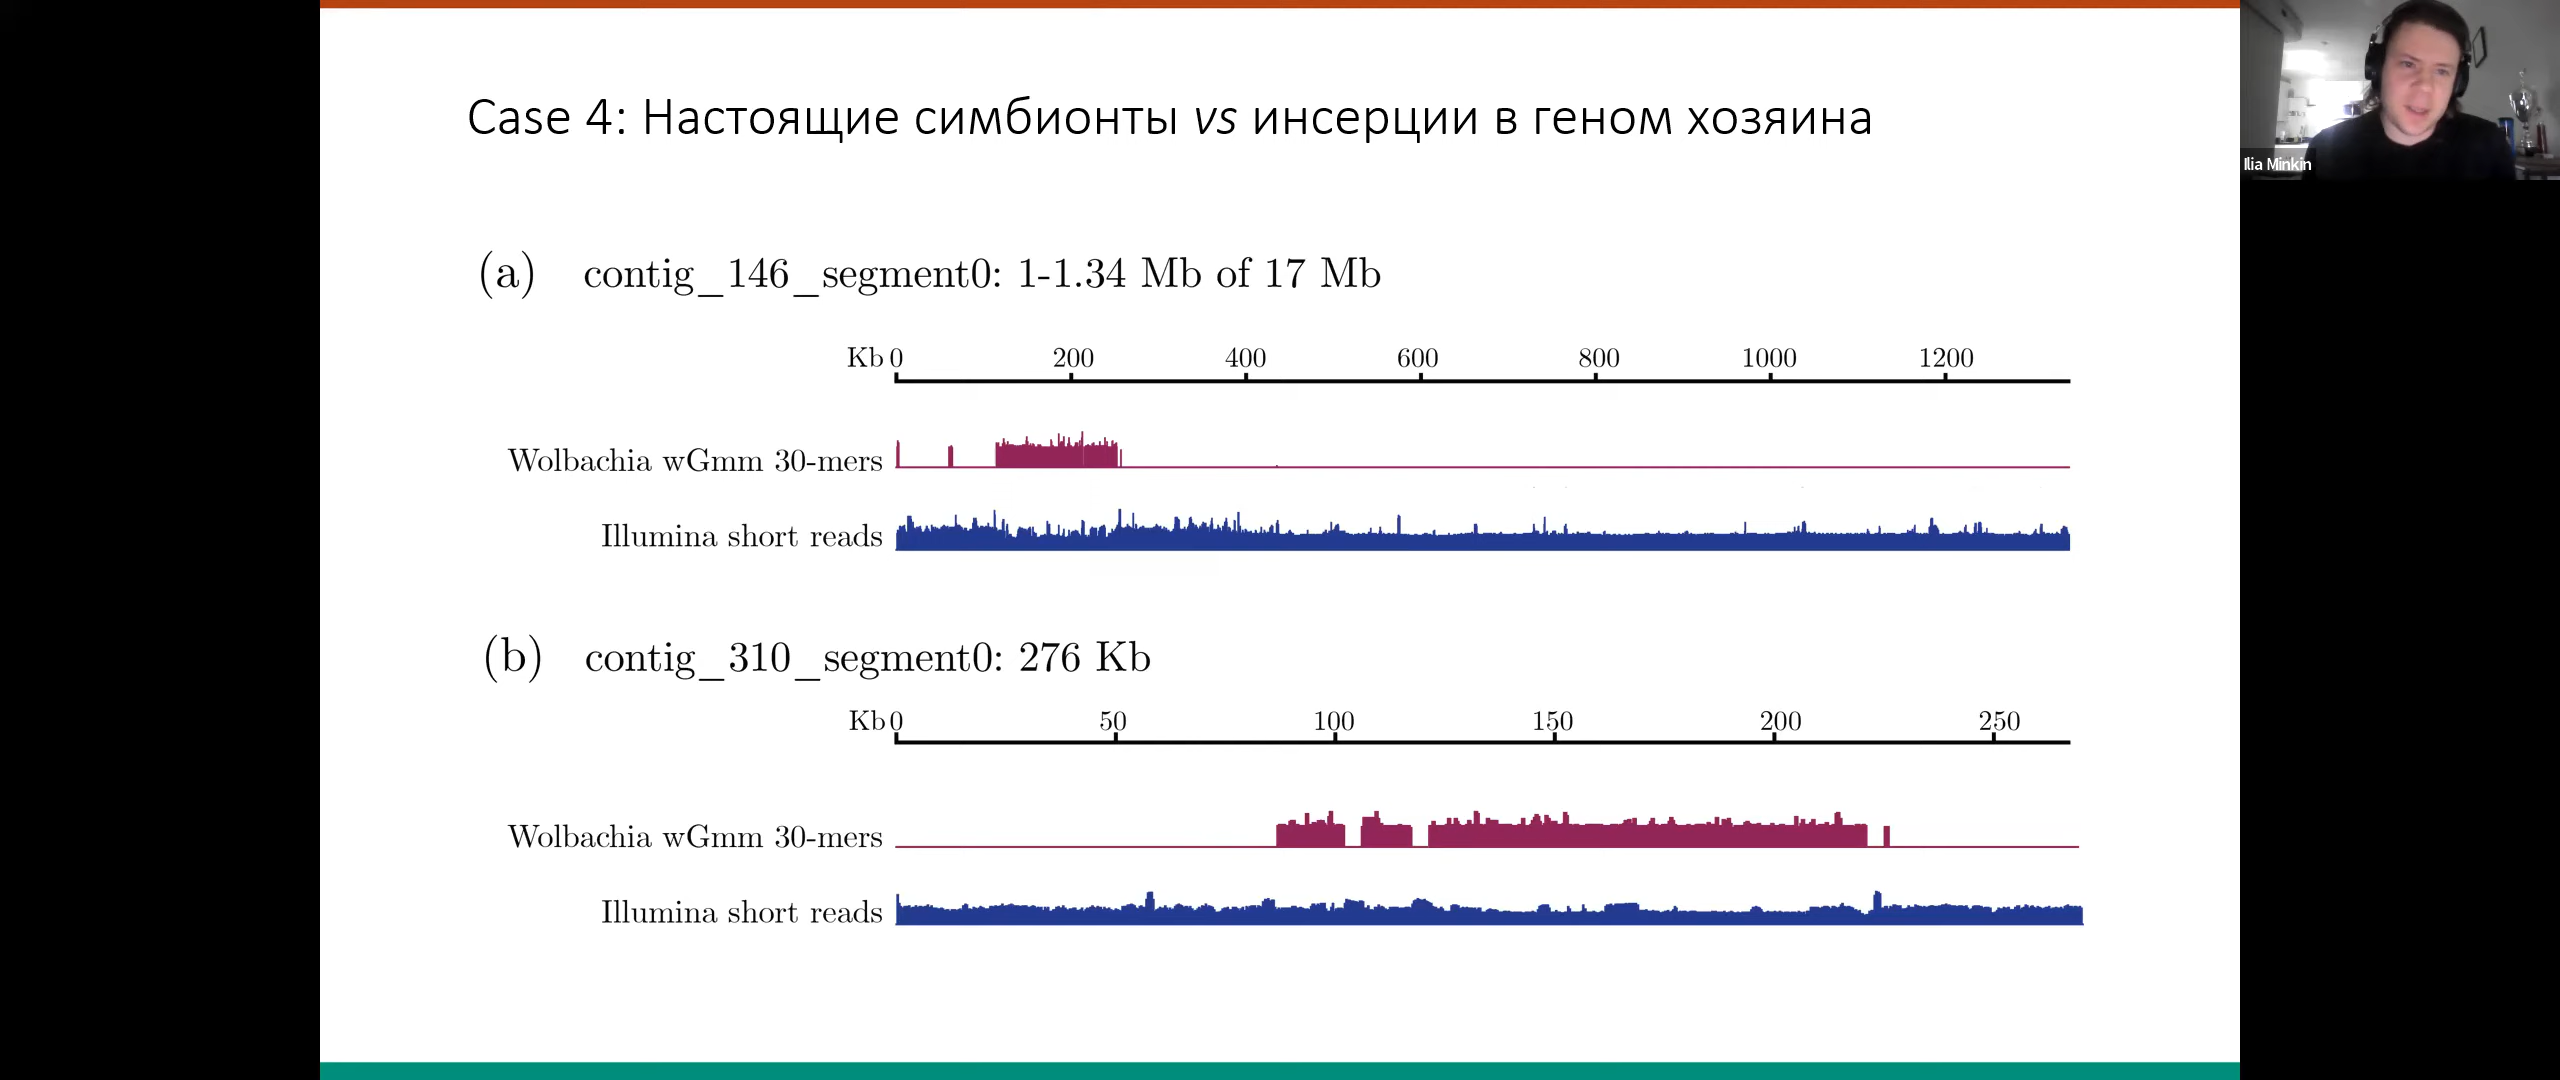 Case 4: Настоящие симбионты vs инсерции в геном хозяина
Ilia Minkin
(a) contig_146_segment0: 1-1.34 Mb of 17 Mb
Kb 0 200 400 600 800 1000 1200
Wolbachia wGmm 30-mers
Illumina short reads
(b) contig_310_segment0: 276 Kb
Kb 0 50 100 150 200 250
Wolbachia wGmm 30-mers
Illumina short reads